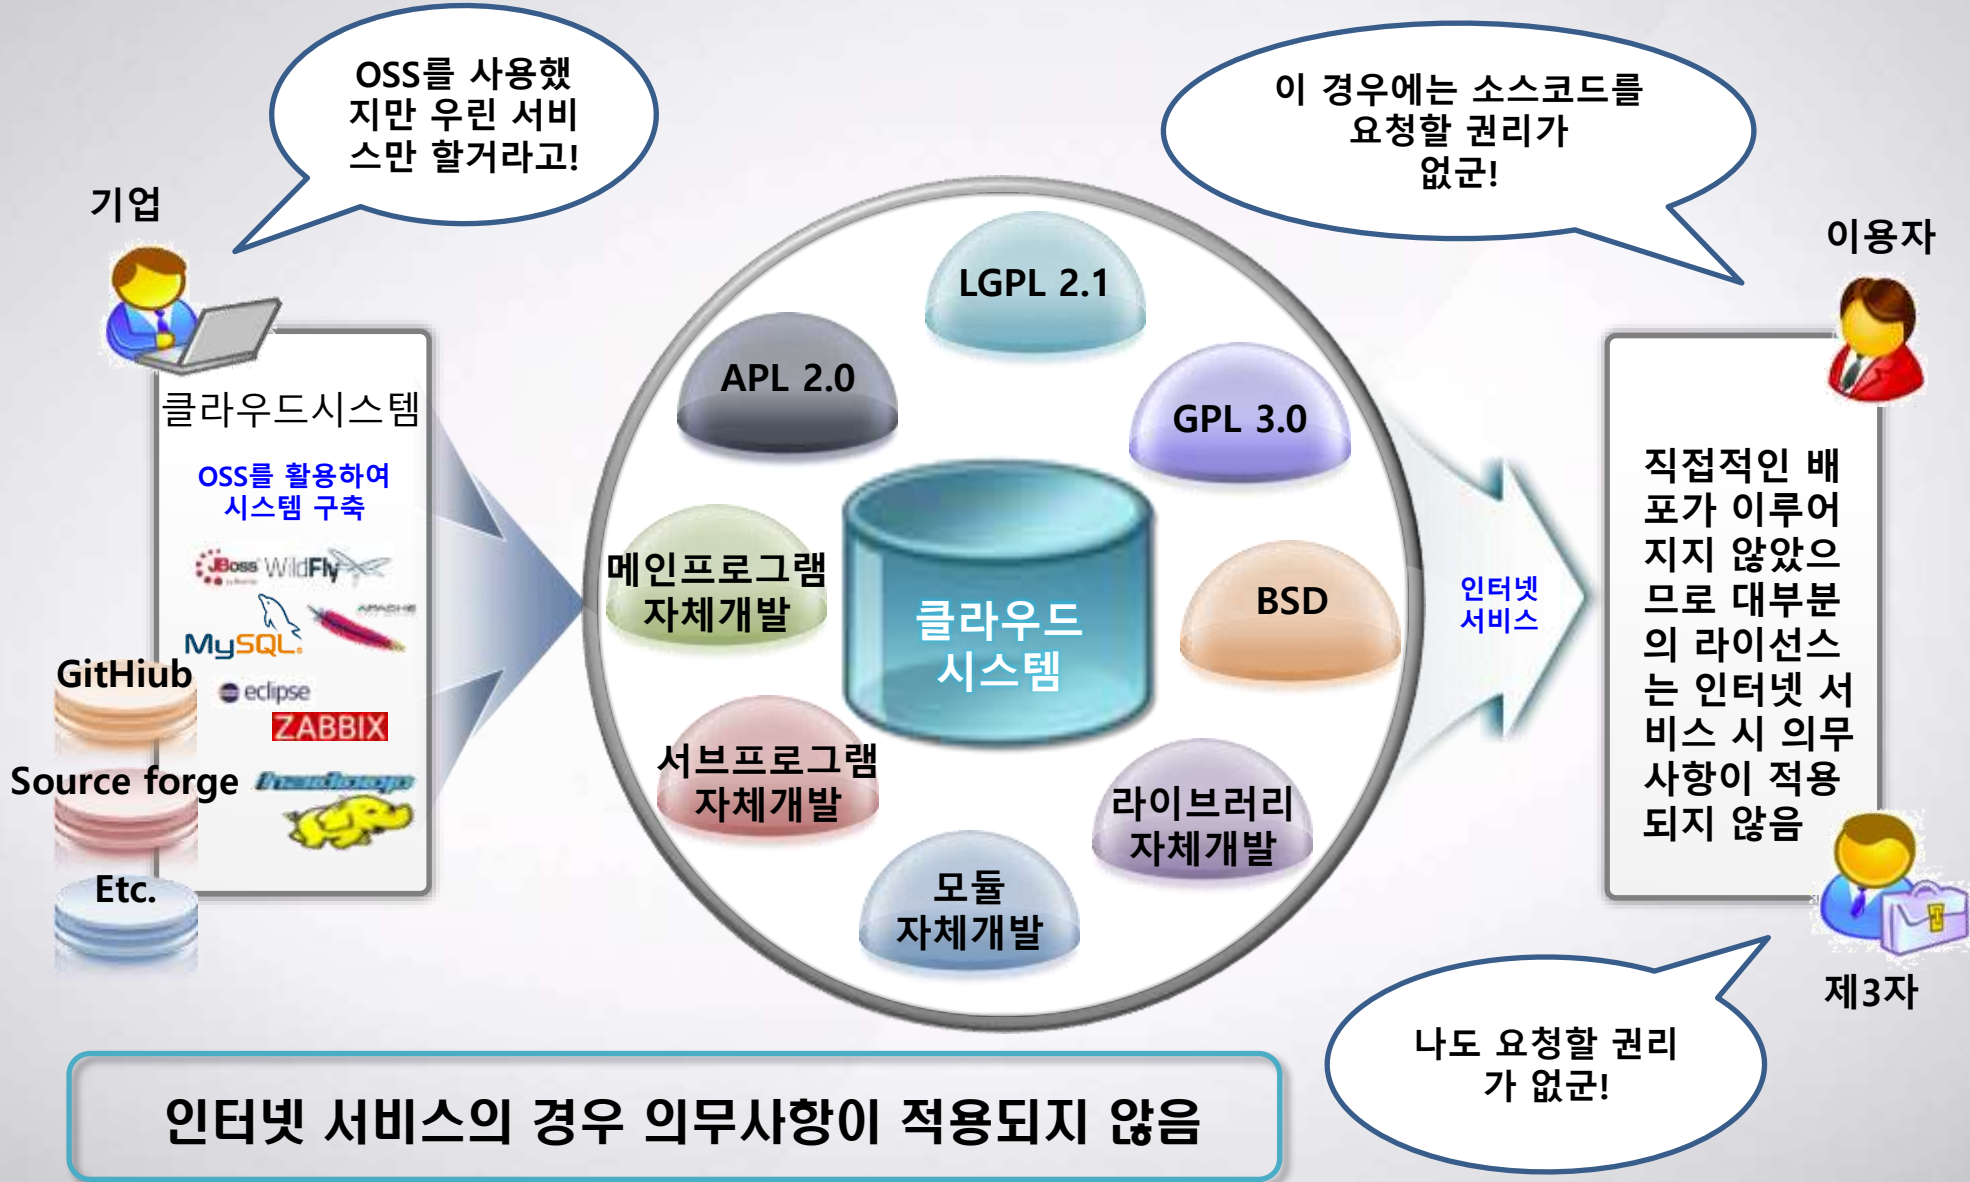 OSS를 사용했
지만 우린 서비
스만 할거라고!
이 경우에는 소스코드를
요청할 권리가
없군!
기업
이용자
클라우드시스템
OSS를 활용하여
시스템 구축
JBoss WildFly
APACHE
MySQL
GitHiub
eclipse
ZABBIX
Source forge
hadoop
Etc.
LGPL 2.1
APL 2.0
GPL 3.0
메인프로그램
자체개발
클라우드
시스템
BSD
서브프로그램
자체개발
라이브러리
자체개발
모듈
자체개발
인터넷
서비스
직접적인 배
포가 이루어
지지 않았으
므로 대부분
의 라이선스
는 인터넷 서
비스 시 의무
사항이 적용
되지 않음
제3자
나도 요청할 권리
가 없군!
인터넷 서비스의 경우 의무사항이 적용되지 않음